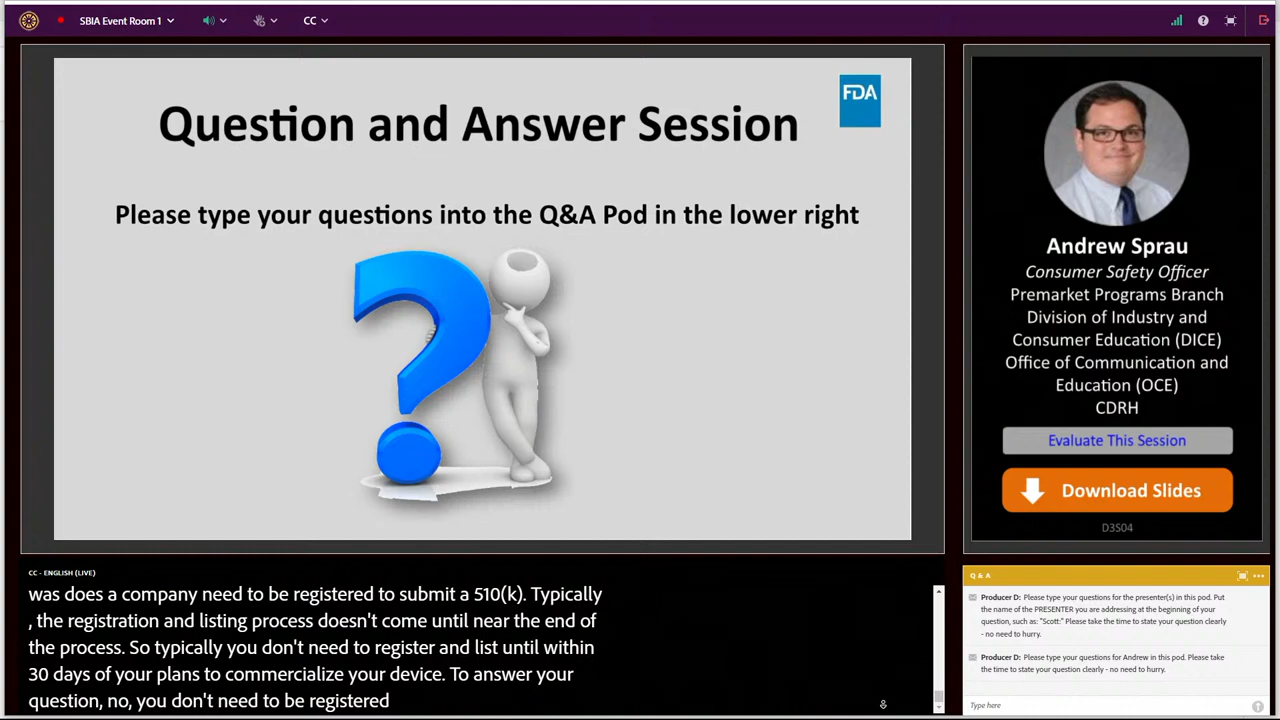 SBIA Event Room 1
CC
Question and Answer Session
FDA
Please type your questions into the Q&A Pod in the lower right
Andrew Sprau
Consumer Safety Officer
Premarket Programs Branch
Division of Industry and
Consumer Education (DICE)
Office of Communication and
Education (OCE)
CDRH
Evaluate This Session
Download Slides
D3S04
CC - ENGLISH (LIVE)
was does a company need to be registered to submit a 510(k). Typically
, the registration and listing process doesn't come until near the end of
the process. So typically you don't need to register and list until within
30 days of your plans to commercialize your device. To answer your
question, no, you don't need to be registered
Q & A
Producer D: Please type your questions for the presenter(s) in this pod. Put
the name of the PRESENTER you are addressing at the beginning of your
question, such as: "Scott:" Please take the time to state your question clearly
- no need to hurry.
Producer D: Please type your questions for Andrew in this pod. Please take
the time to state your question clearly - no need to hurry.
Type here